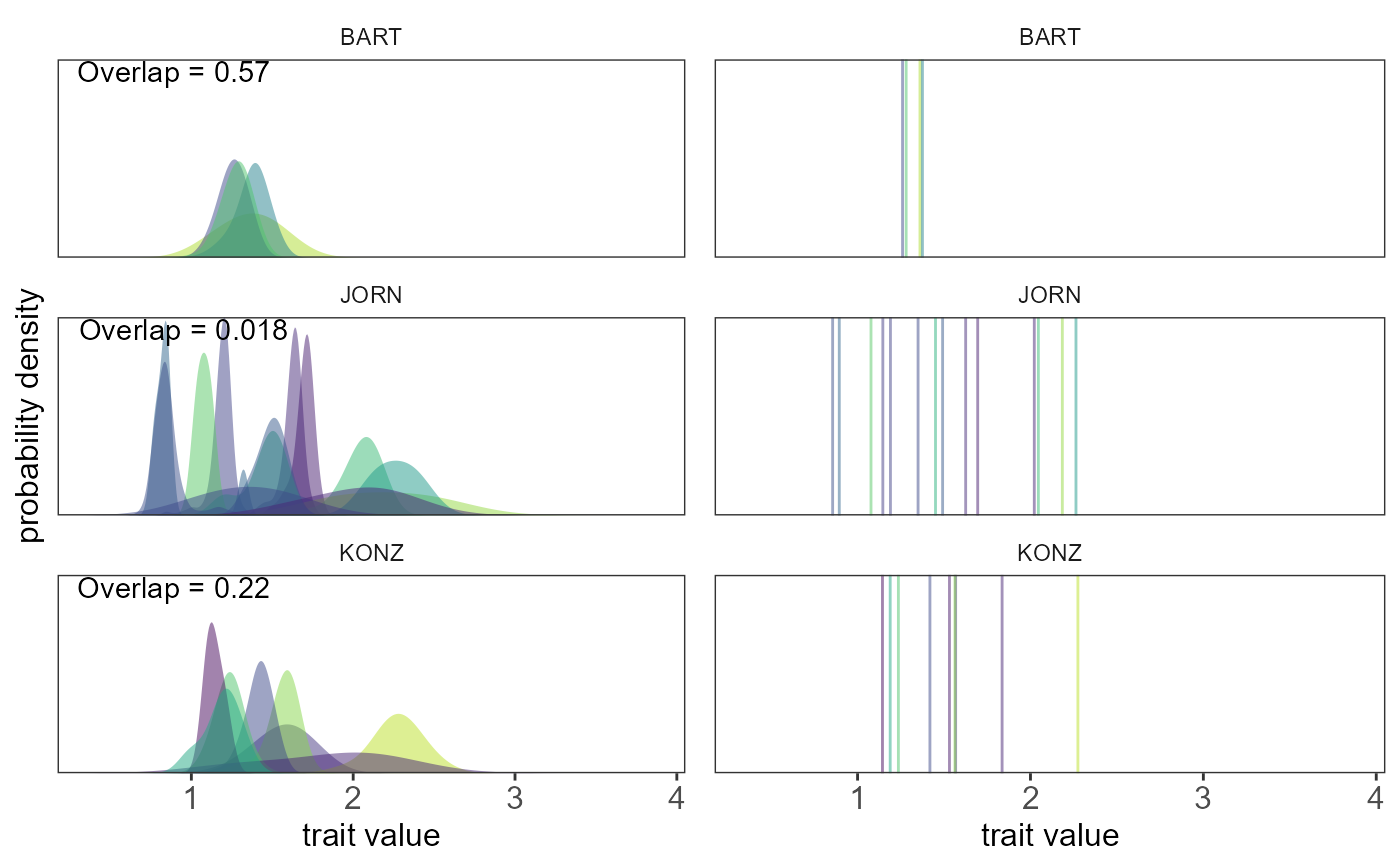 BART
BART
Overlap = 0.57
JORN
JORN
Overlap = 0.018
KONZ
KONZ
Overlap = 0.22
probability density
1 2 3 4
1 2 3 4
trait value
trait value